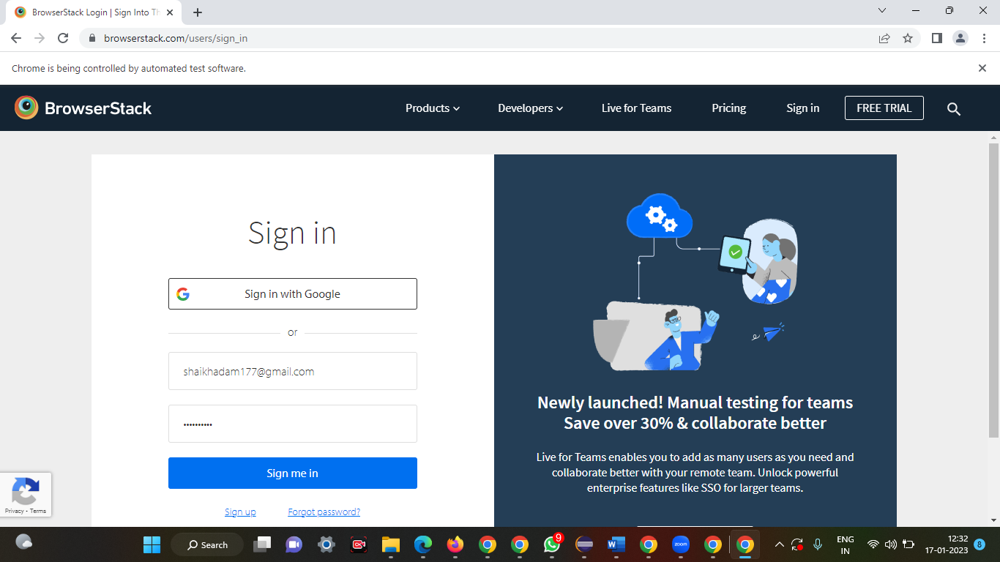 BrowserStack Login | Sign Into Th
browserstack.com/users/sign_in
Chrome is being controlled by automated test software.
BrowserStack
Products
Developers
Live for Teams
Pricing
Sign in
FREE TRIAL
Sign in
Sign in with Google
or
shaikhadam177@gmail.com
••••••••••
Sign me in
Sign up
Forgot password?
Newly launched! Manual testing for teams
Save over 30% & collaborate better
Live for Teams enables you to add as many users as you need and
collaborate better with your remote team. Unlock powerful
enterprise features like SSO for larger teams.
Privacy - Terms
Search
9
W
zoom
ENG
IN
12:32
17-01-2023
8